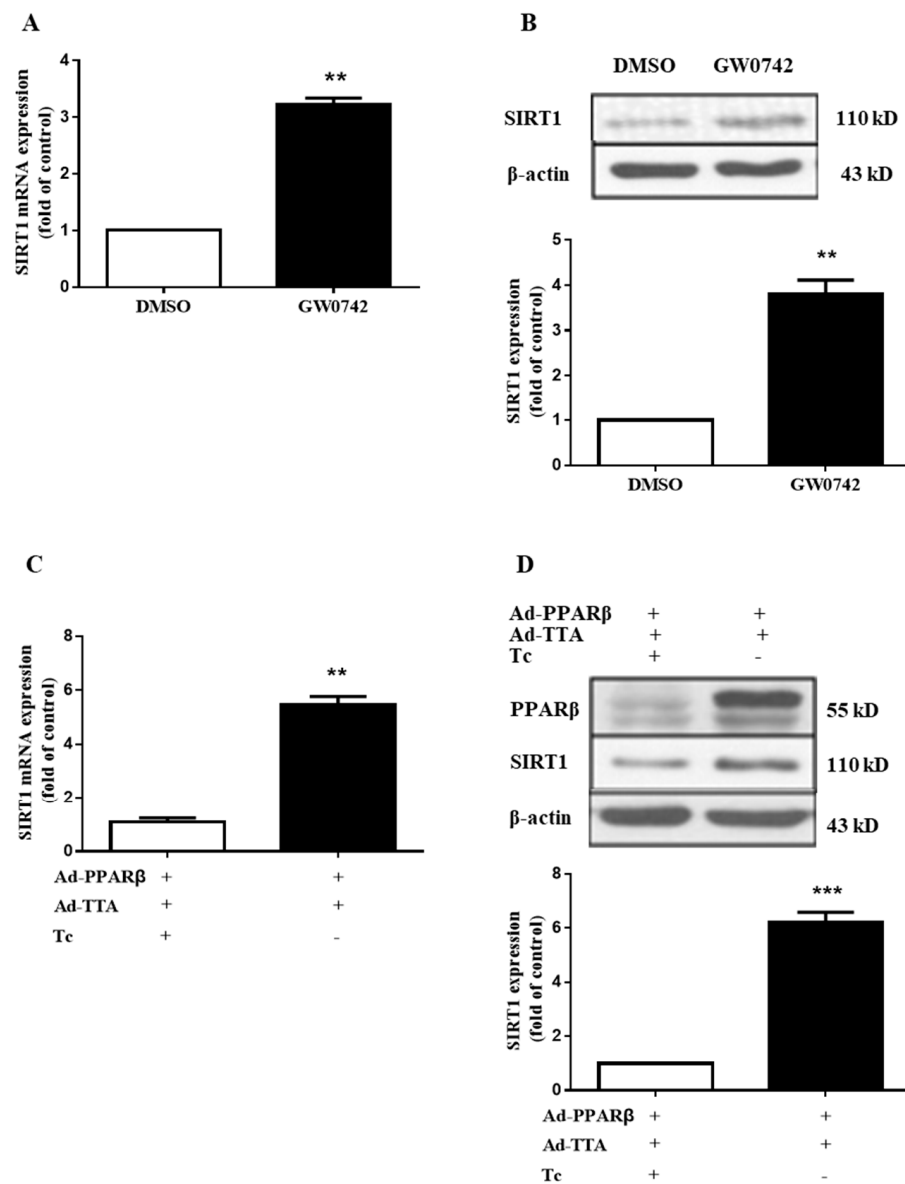 A
SIRT1 mRNA expression
(fold of control)
4
3
2
1
0
**
DMSO GW0742
B
DMSO GW0742
SIRT1 110 kD
β-actin 43 kD
SIRT1 expression
(fold of control)
5
4
3
2
1
0
**
DMSO GW0742
C
SIRT1 mRNA expression
(fold of control)
8
6
4
2
0
**
Ad-PPARβ + +
Ad-TTA + +
Tc + -
D
Ad-PPARβ + +
Ad-TTA + +
Tc + -
PPARβ 55 kD
SIRT1 110 kD
β-actin 43 kD
SIRT1 expression
(fold of control)
8
6
4
2
0
***
Ad-PPARβ + +
Ad-TTA + +
Tc + -